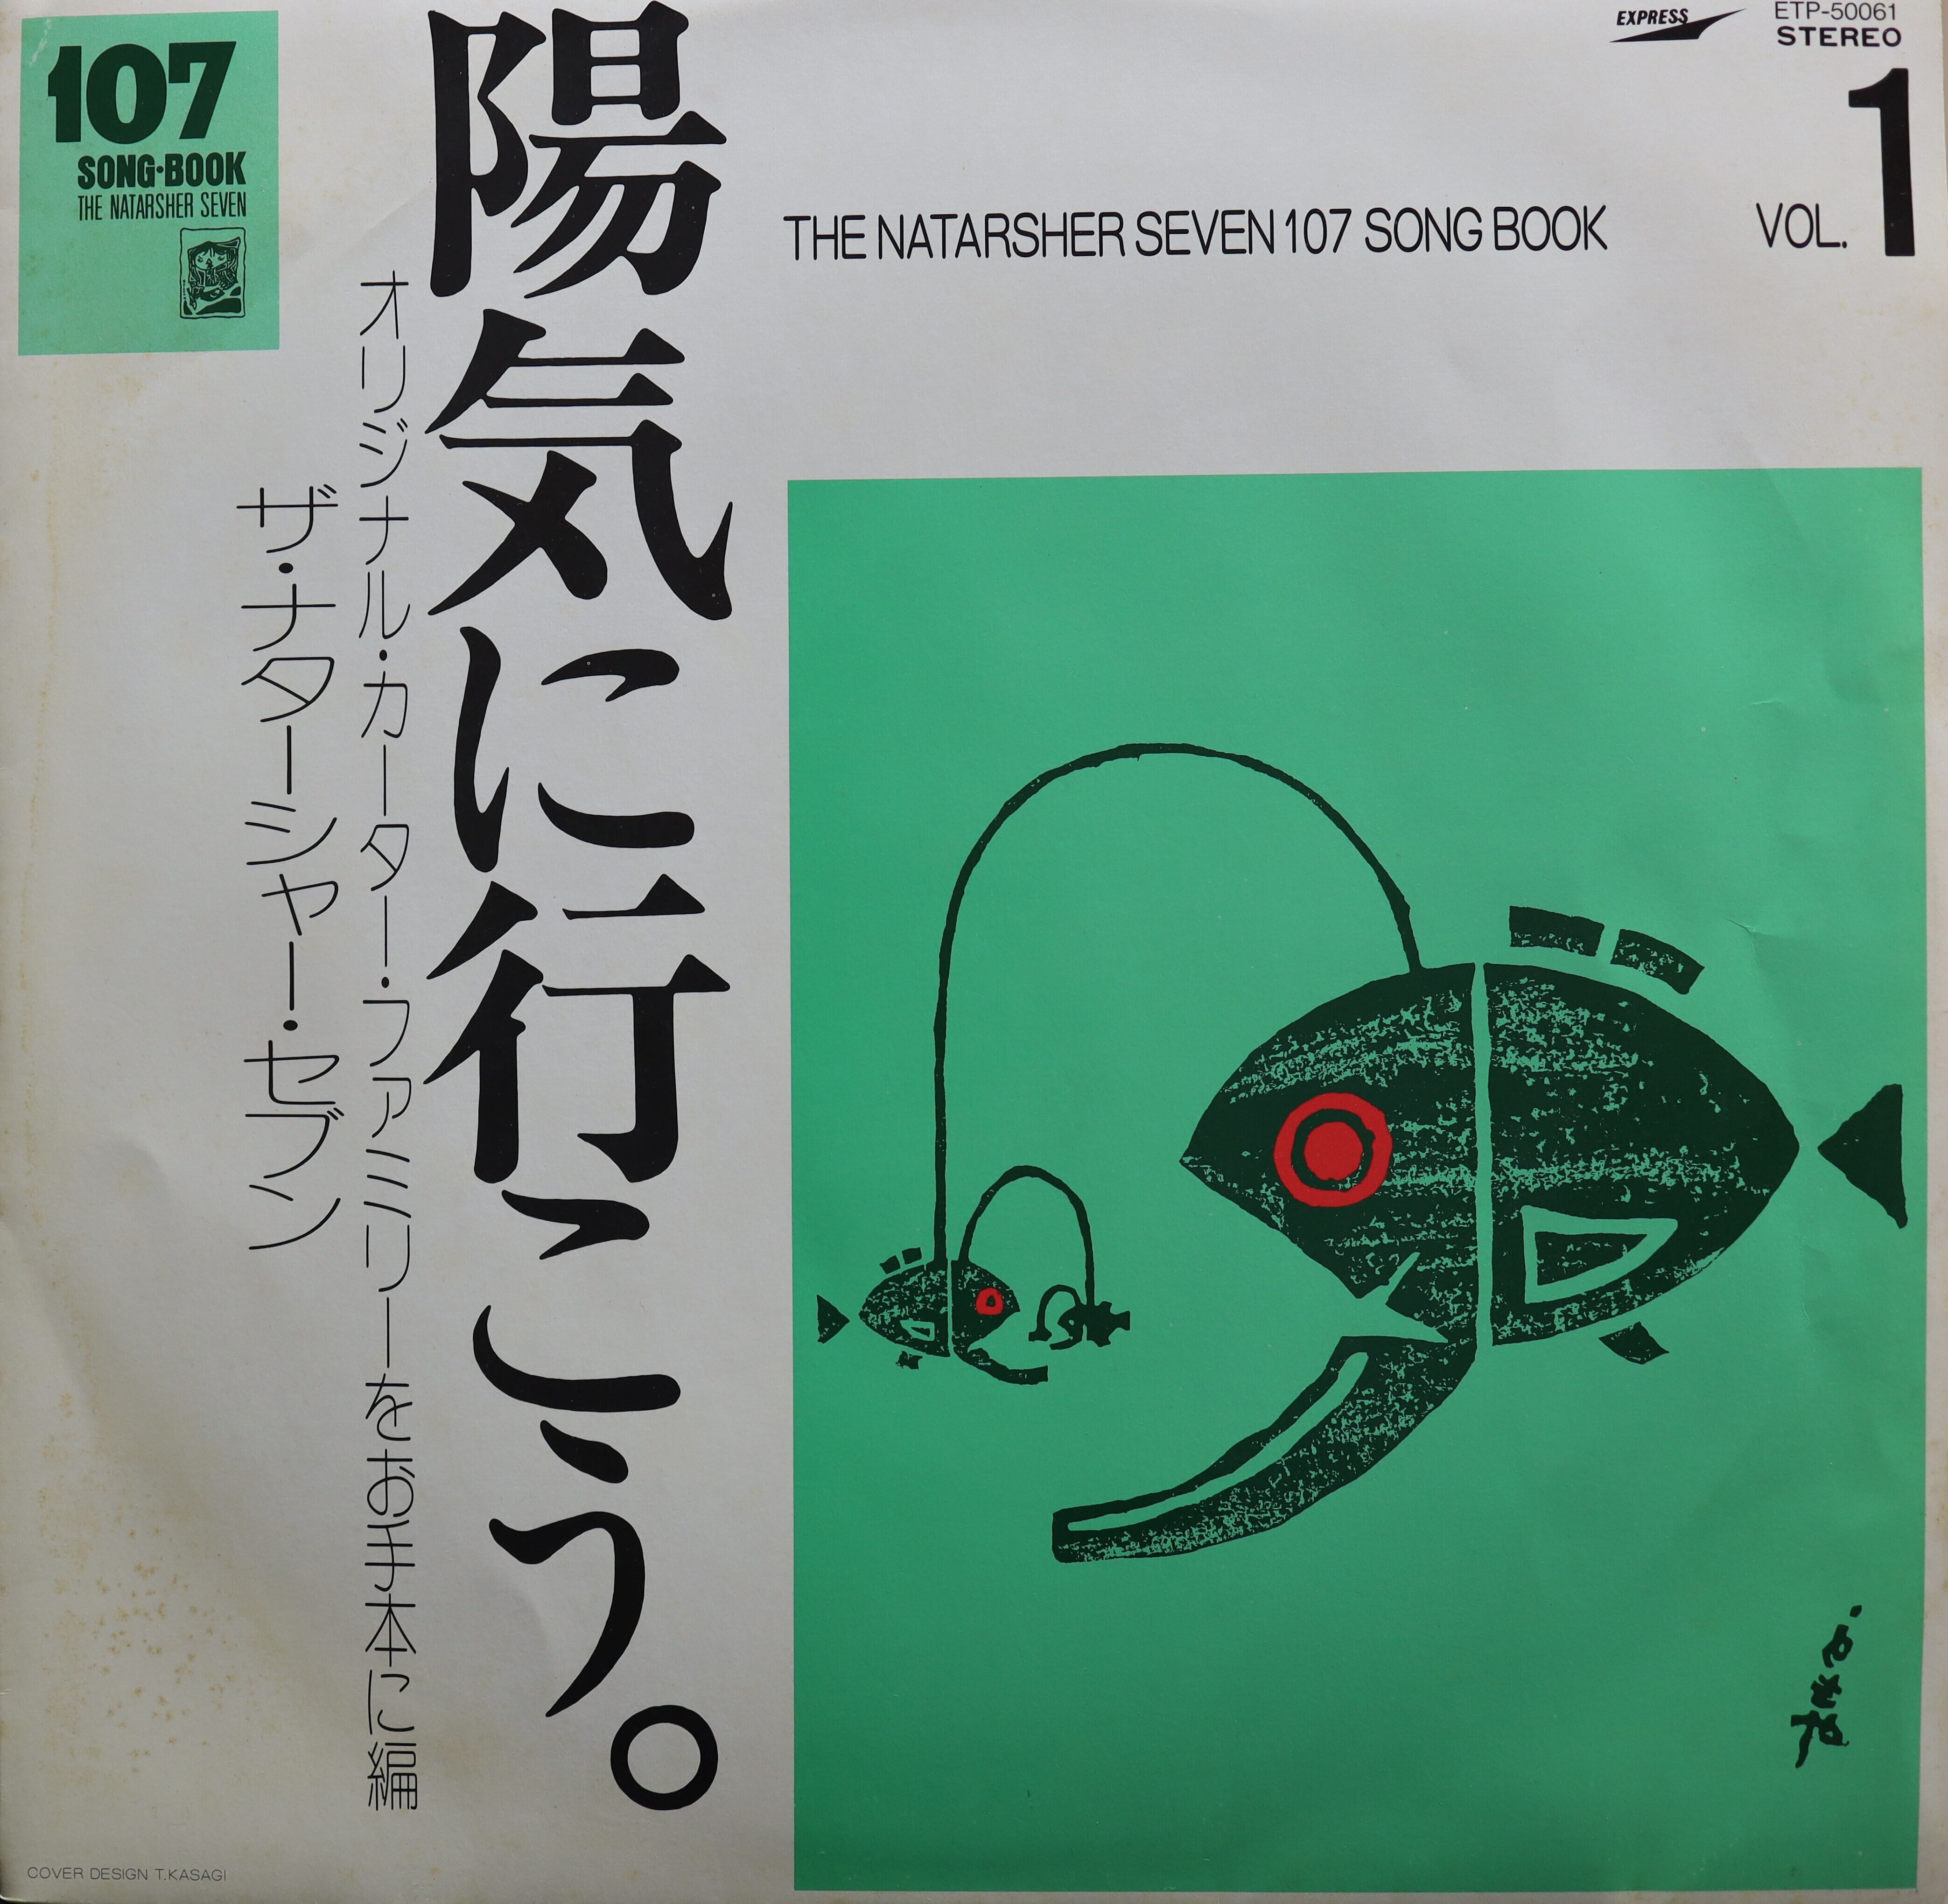 107
SONG·BOOK
THE NATARSHER SEVEN
EXPRESS
ETP-50061
STEREO
THE NATARSHER SEVEN 107 SONG BOOK
VOL. 1
陽気に行こう。
オリジナル・カーター・ファミリーをお手本に編
ザ・ナターシャー・セブン
COVER DESIGN T.KASAGI